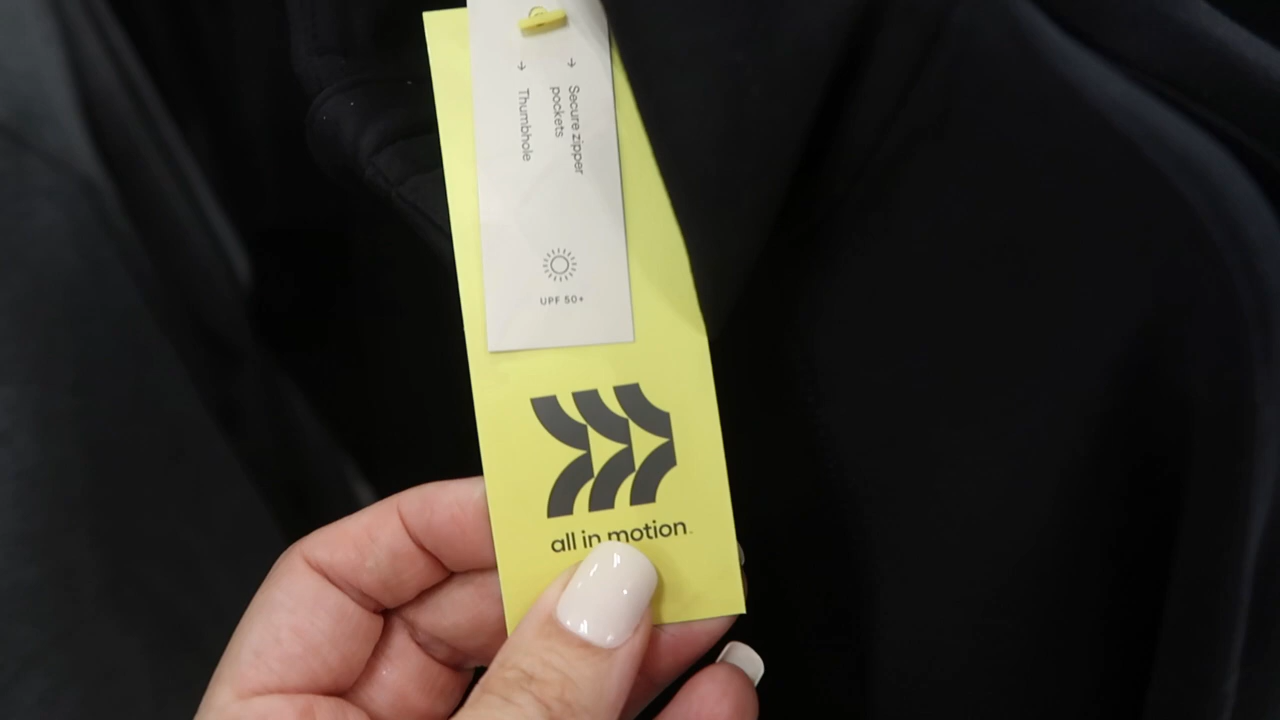 → Secure zipper
pockets
→ Thumbhole
UPF 50+
all in motion